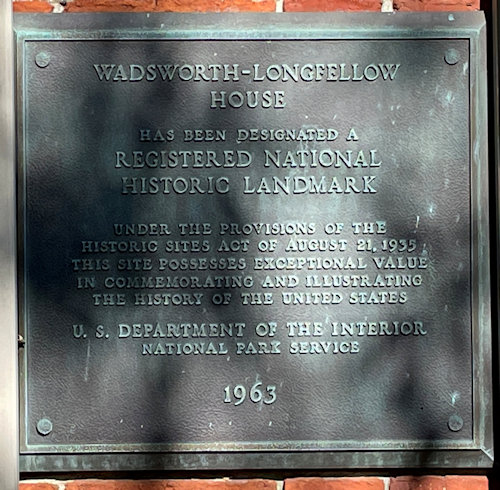 WADSWORTH-LONGFELLOW
HOUSE
HAS BEEN DESIGNATED A
REGISTERED NATIONAL
HISTORIC LANDMARK
UNDER THE PROVISIONS OF THE
HISTORIC SITES ACT OF AUGUST 21, 1935
THIS SITE POSSESSES EXCEPTIONAL VALUE
IN COMMEMORATING AND ILLUSTRATING
THE HISTORY OF THE UNITED STATES
U. S. DEPARTMENT OF THE INTERIOR
NATIONAL PARK SERVICE
1963